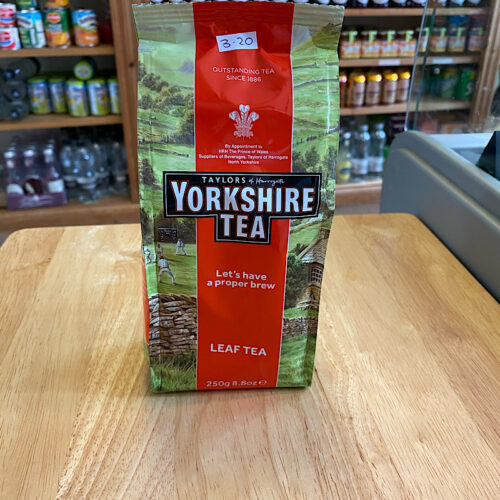 3-20
OUTSTANDING TEA
SINCE 1886
By Appointment to
HRH The Prince of Wales
Suppliers of Beverages, Taylors of Harrogate
North Yorkshire
TAYLORS of Harrogate
YORKSHIRE
TEA
Let's have
a proper brew
LEAF TEA
250g 8.8oz e